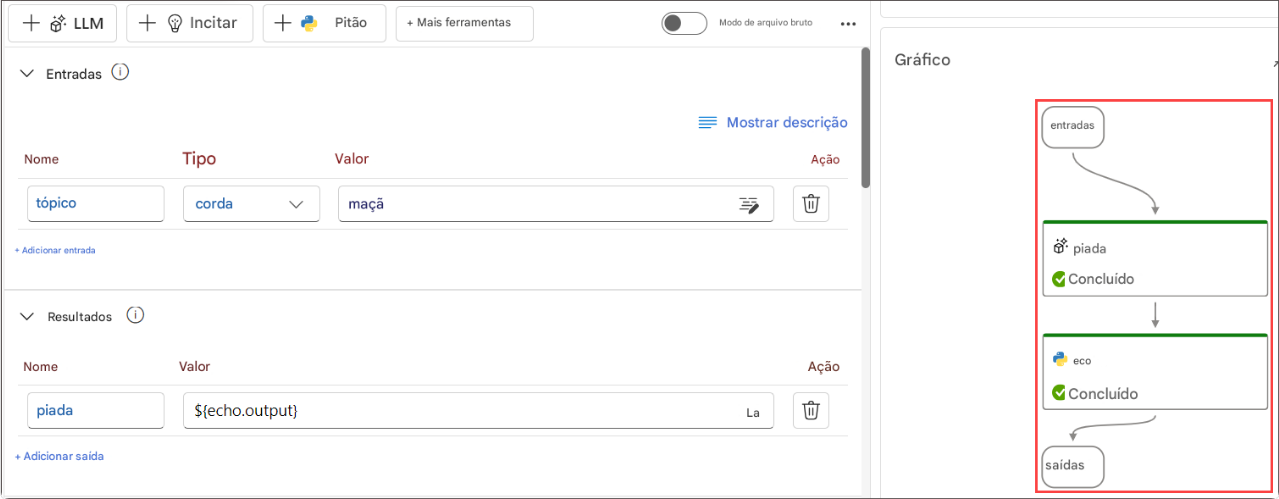 LLM
Incitar
Pitão
+ Mais ferramentas
Modo de arquivo bruto
Entradas
Mostrar descrição
Nome Tipo Valor Ação
tópico corda maçã
+ Adicionar entrada
Resultados
Nome Valor Ação
piada ${echo.output} La
+ Adicionar saída
Gráfico
entradas
piada
Concluído
eco
Concluído
saídas